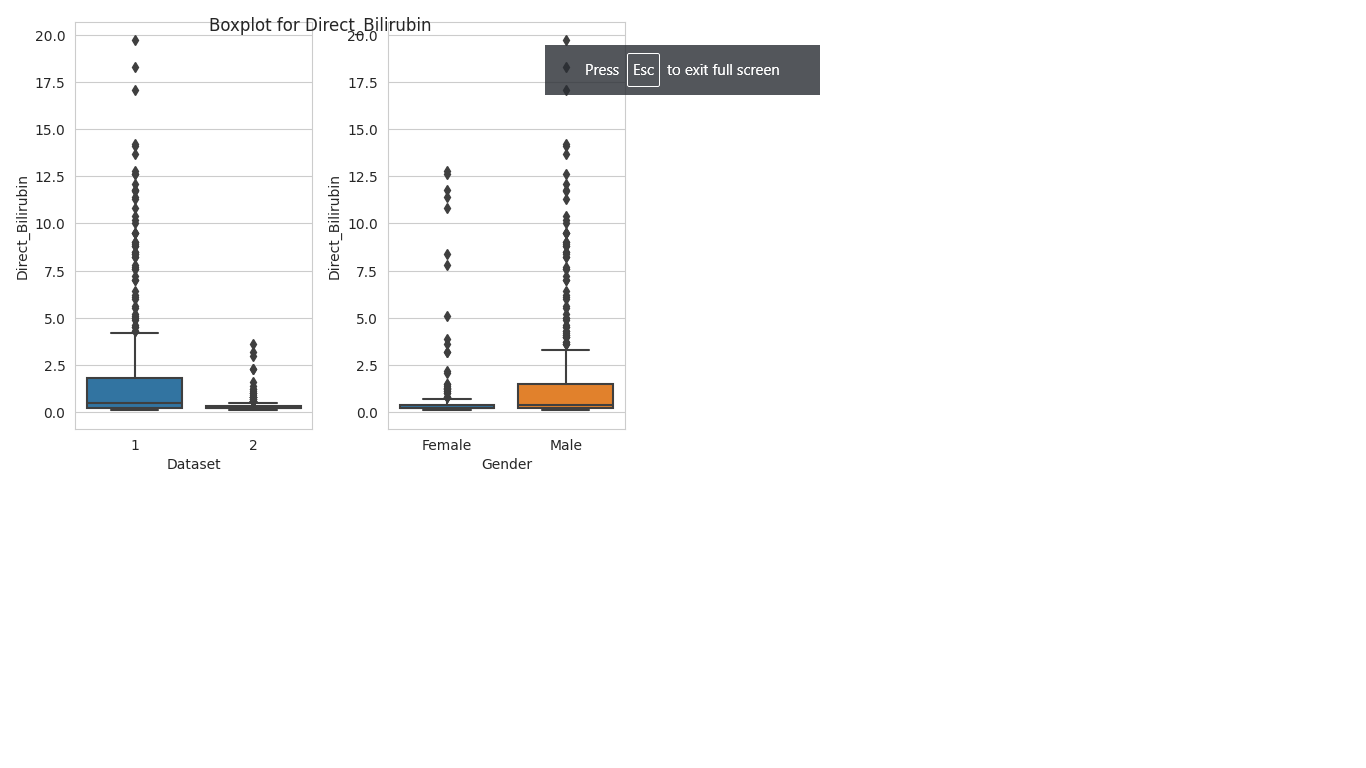 Boxplot for Direct_Bilirubin
Press Esc to exit full screen
Direct_Bilirubin
20.0
17.5
15.0
12.5
10.0
7.5
5.0
2.5
0.0
1 2
Dataset
Direct_Bilirubin
20.0
17.5
15.0
12.5
10.0
7.5
5.0
2.5
0.0
Female Male
Gender